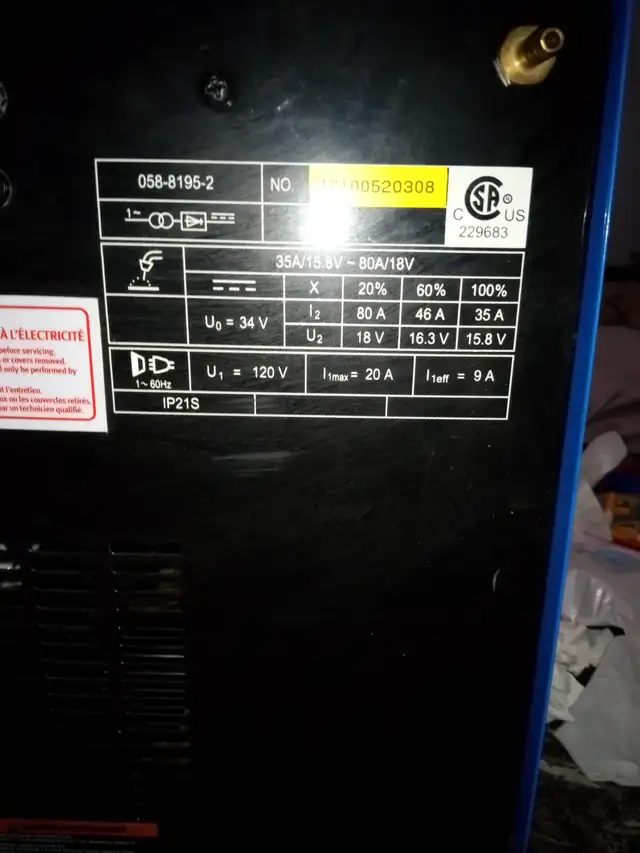 058-8195-2 NO. 00520308
C US
229683
35A/15.8V ~ 80A/18V
X 20% 60% 100%
U₀ = 34 V I₂ 80 A 46 A 35 A
U₂ 18 V 16.3 V 15.8 V
1~ 60Hz U₁ = 120 V I1max = 20 A I1eff = 9 A
IP21S
À L'ÉLECTRICITÉ
before servicing.
or covers removed.
only be performed by
l'entretien.
ou les couvercles retirés.
par un technicien qualifié.